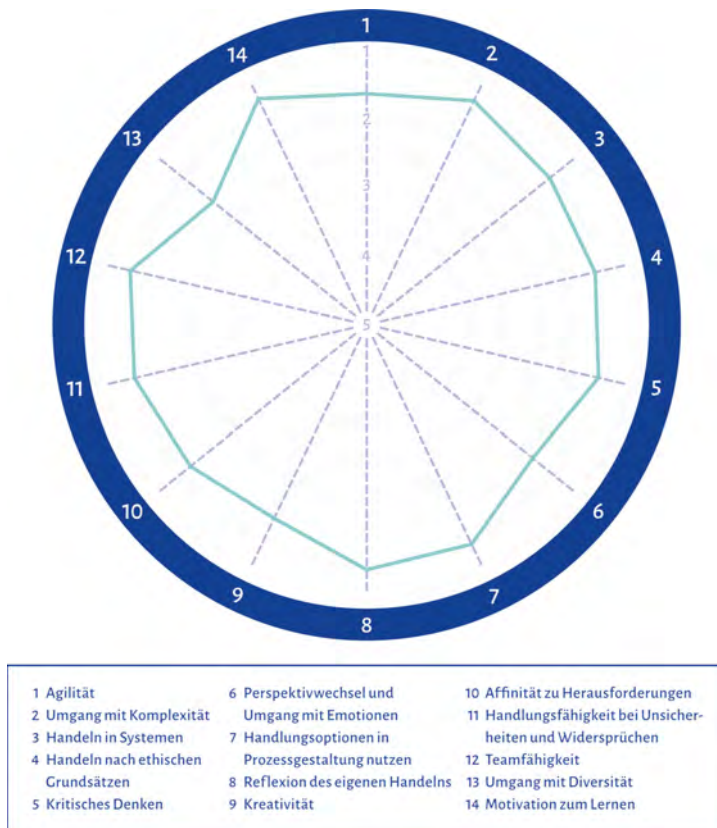 1
2
3
4
5
6
7
8
9
10
11
12
13
14
1
2
3
4
5
1 Agilität
2 Umgang mit Komplexität
3 Handeln in Systemen
4 Handeln nach ethischen
Grundsätzen
5 Kritisches Denken
6 Perspektivwechsel und
Umgang mit Emotionen
7 Handlungsoptionen in
Prozessgestaltung nutzen
8 Reflexion des eigenen Handelns
9 Kreativität
10 Affinität zu Herausforderungen
11 Handlungsfähigkeit bei Unsicher-
heiten und Widersprüchen
12 Teamfähigkeit
13 Umgang mit Diversität
14 Motivation zum Lernen